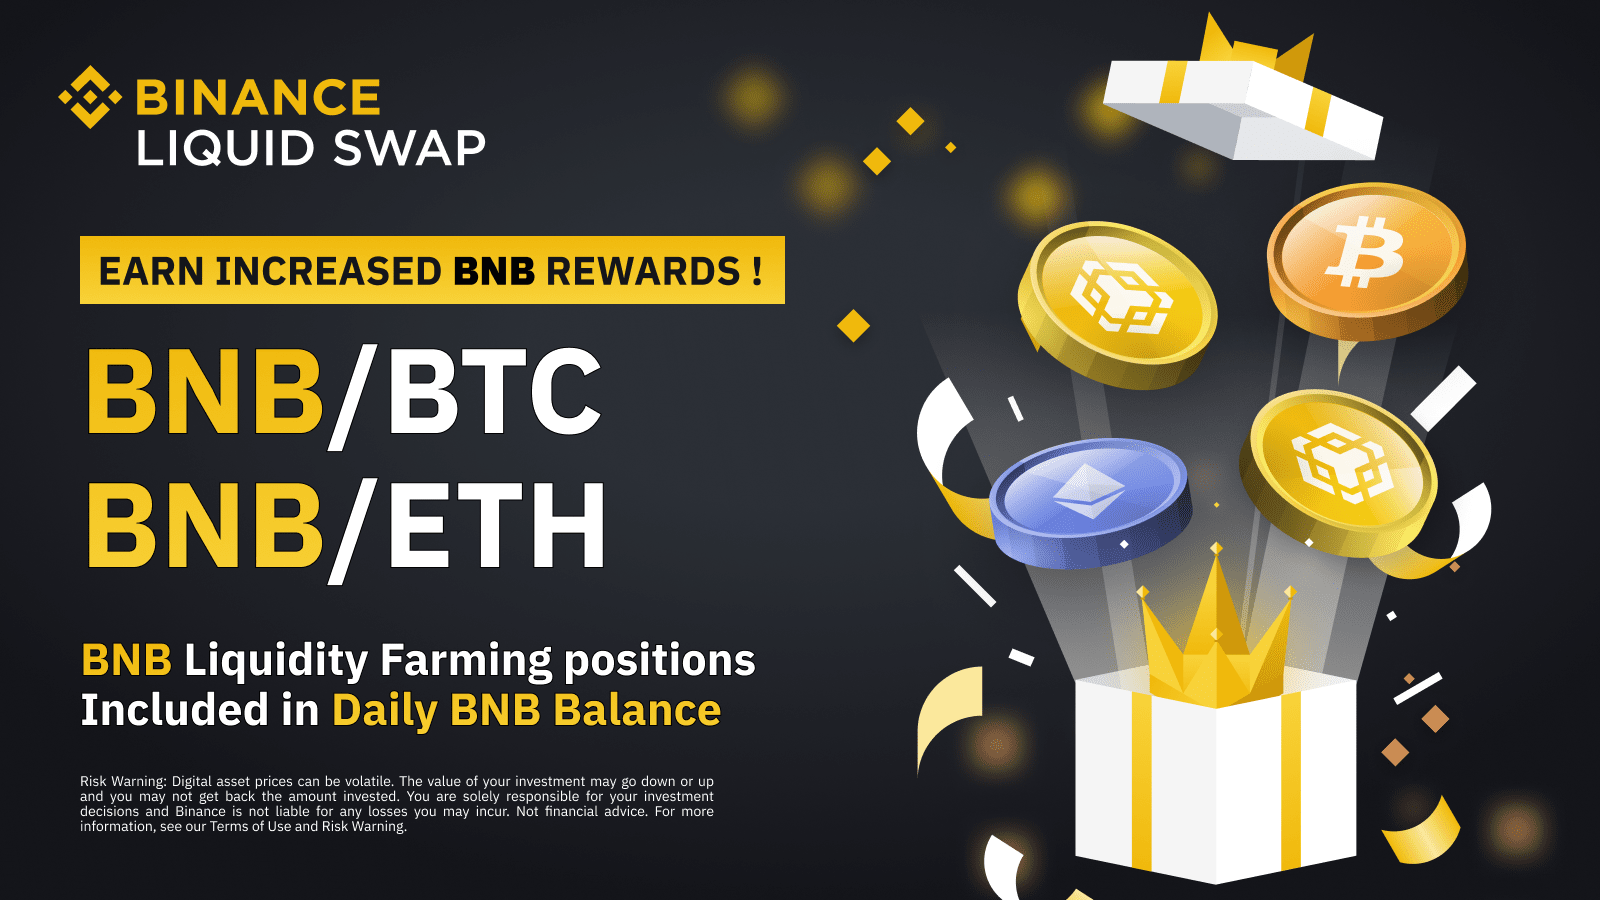 BINANCE
LIQUID SWAP
EARN INCREASED BNB REWARDS !
BNB/BTC
BNB/ETH
BNB Liquidity Farming positions
Included in Daily BNB Balance
Risk Warning: Digital asset prices can be volatile. The value of your investment may go down or up
and you may not get back the amount invested. You are solely responsible for your investment
decisions and Binance is not liable for any losses you may incur. Not financial advice. For more
information, see our Terms of Use and Risk Warning.